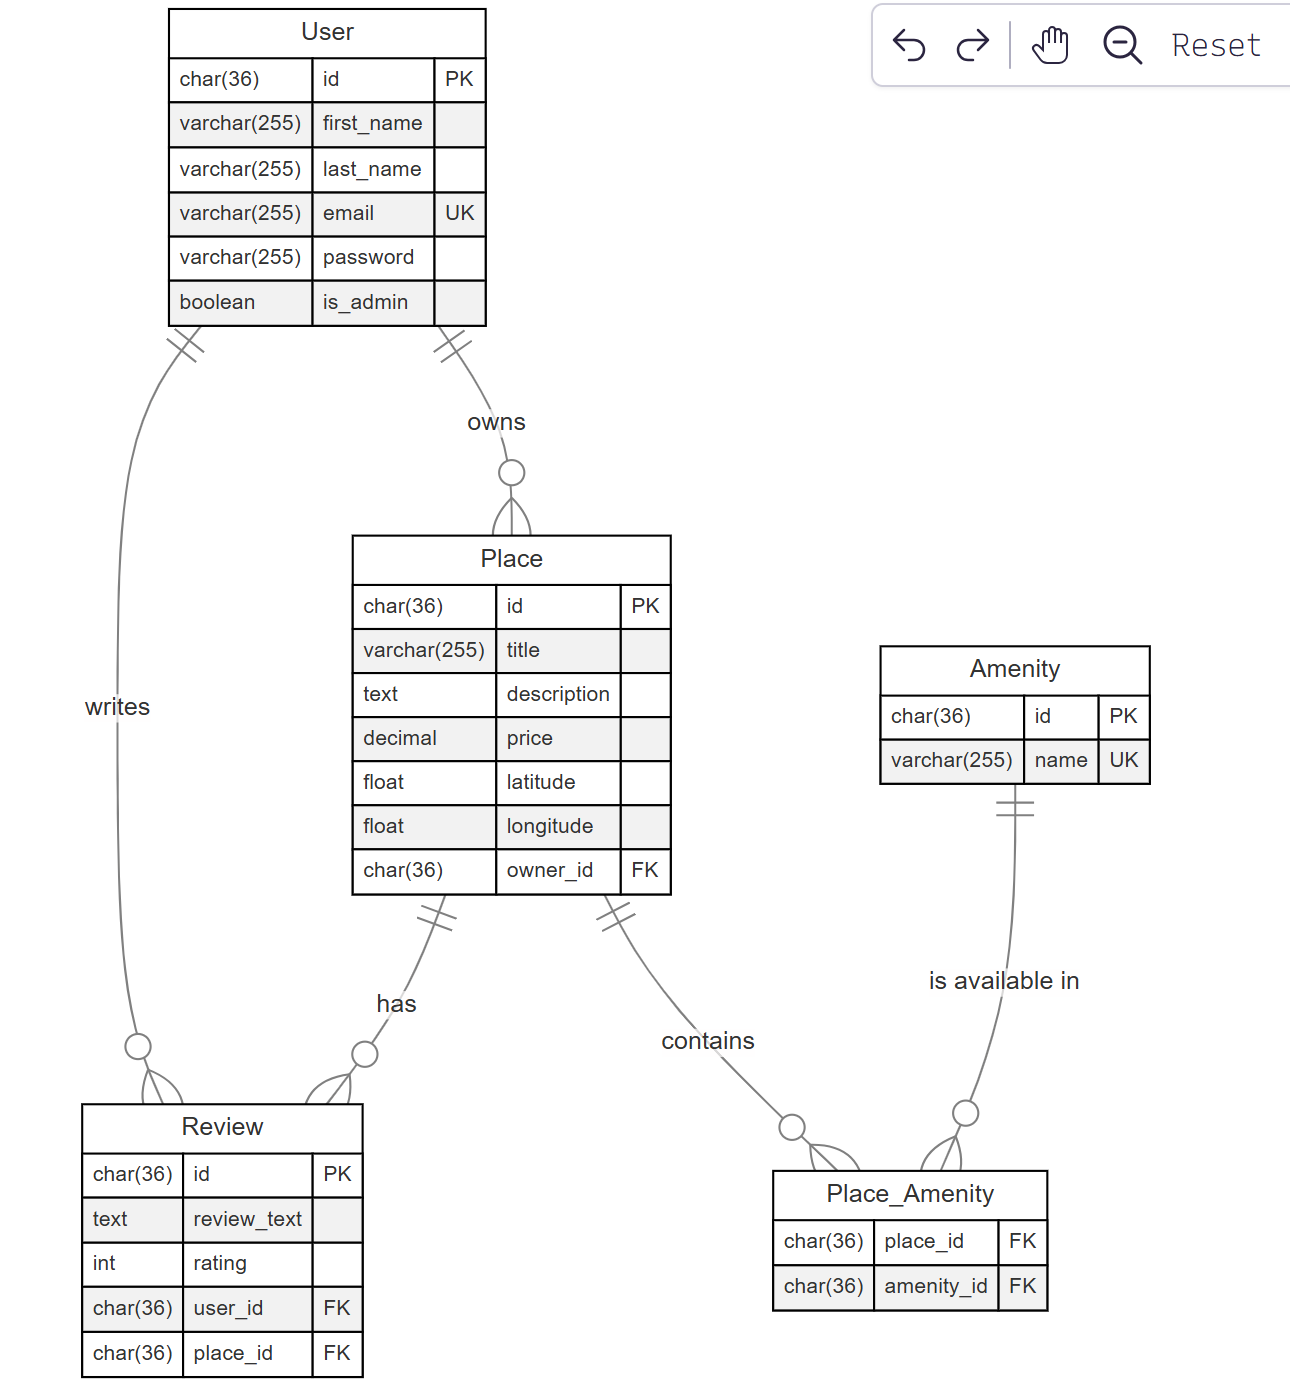 Reset
User
char(36) id PK
varchar(255) first_name
varchar(255) last_name
varchar(255) email UK
varchar(255) password
boolean is_admin
owns
writes
Place
char(36) id PK
varchar(255) title
text description
decimal price
float latitude
float longitude
char(36) owner_id FK
Amenity
char(36) id PK
varchar(255) name UK
has
contains
is available in
Review
char(36) id PK
text review_text
int rating
char(36) user_id FK
char(36) place_id FK
Place_Amenity
char(36) place_id FK
char(36) amenity_id FK